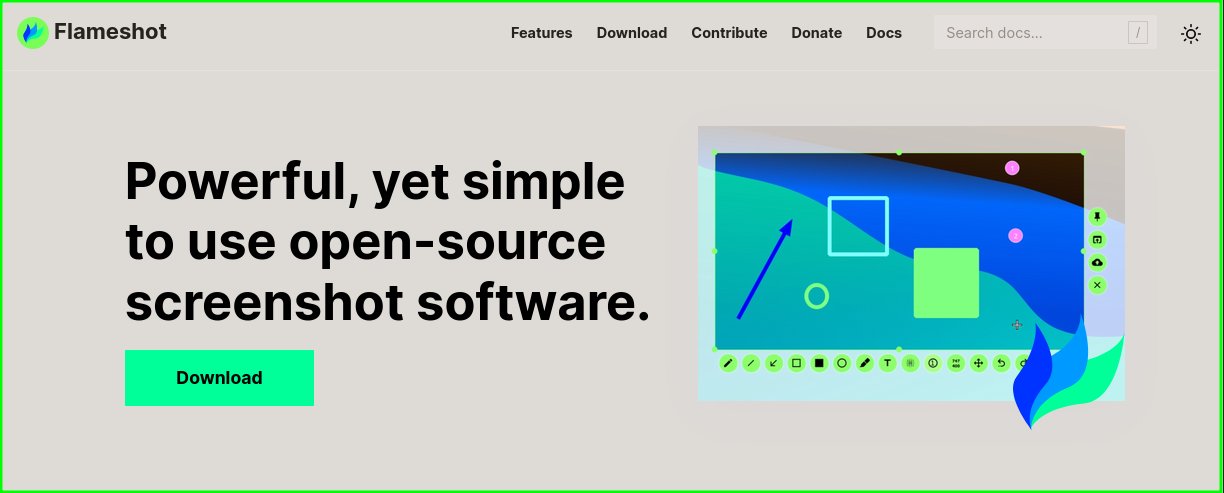 Flameshot
Features Download Contribute Donate Docs
Search docs... /
Powerful, yet simple
to use open-source
screenshot software.
Download
1
2
T
1